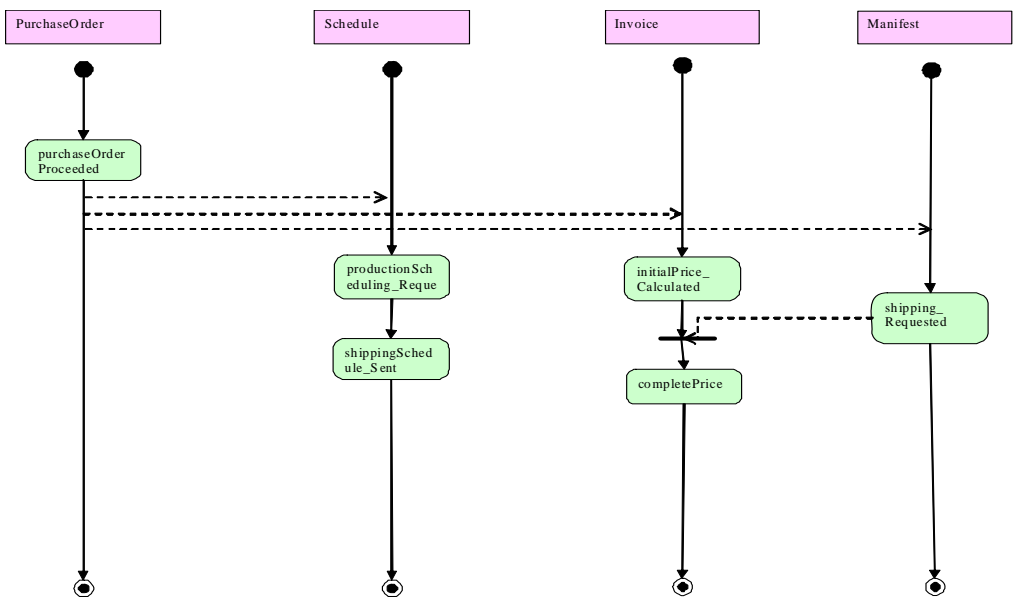 PurchaseOrder
Schedule
Invoice
Manifest
purchaseOrder
Proceeded
productionSch
eduling_Reque
initialPrice_
Calculated
shipping_
Requested
shippingSched
ule_Sent
completePrice